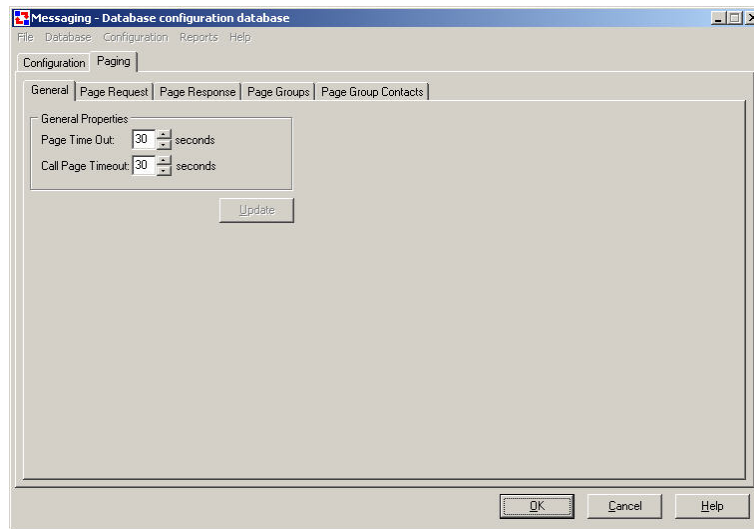 Messaging - Database configuration database
File Database Configuration Reports Help
Configuration Paging
General Page Request Page Response Page Groups Page Group Contacts
General Properties
Page Time Out: 30 seconds
Call Page Timeout: 30 seconds
Update
OK Cancel Help